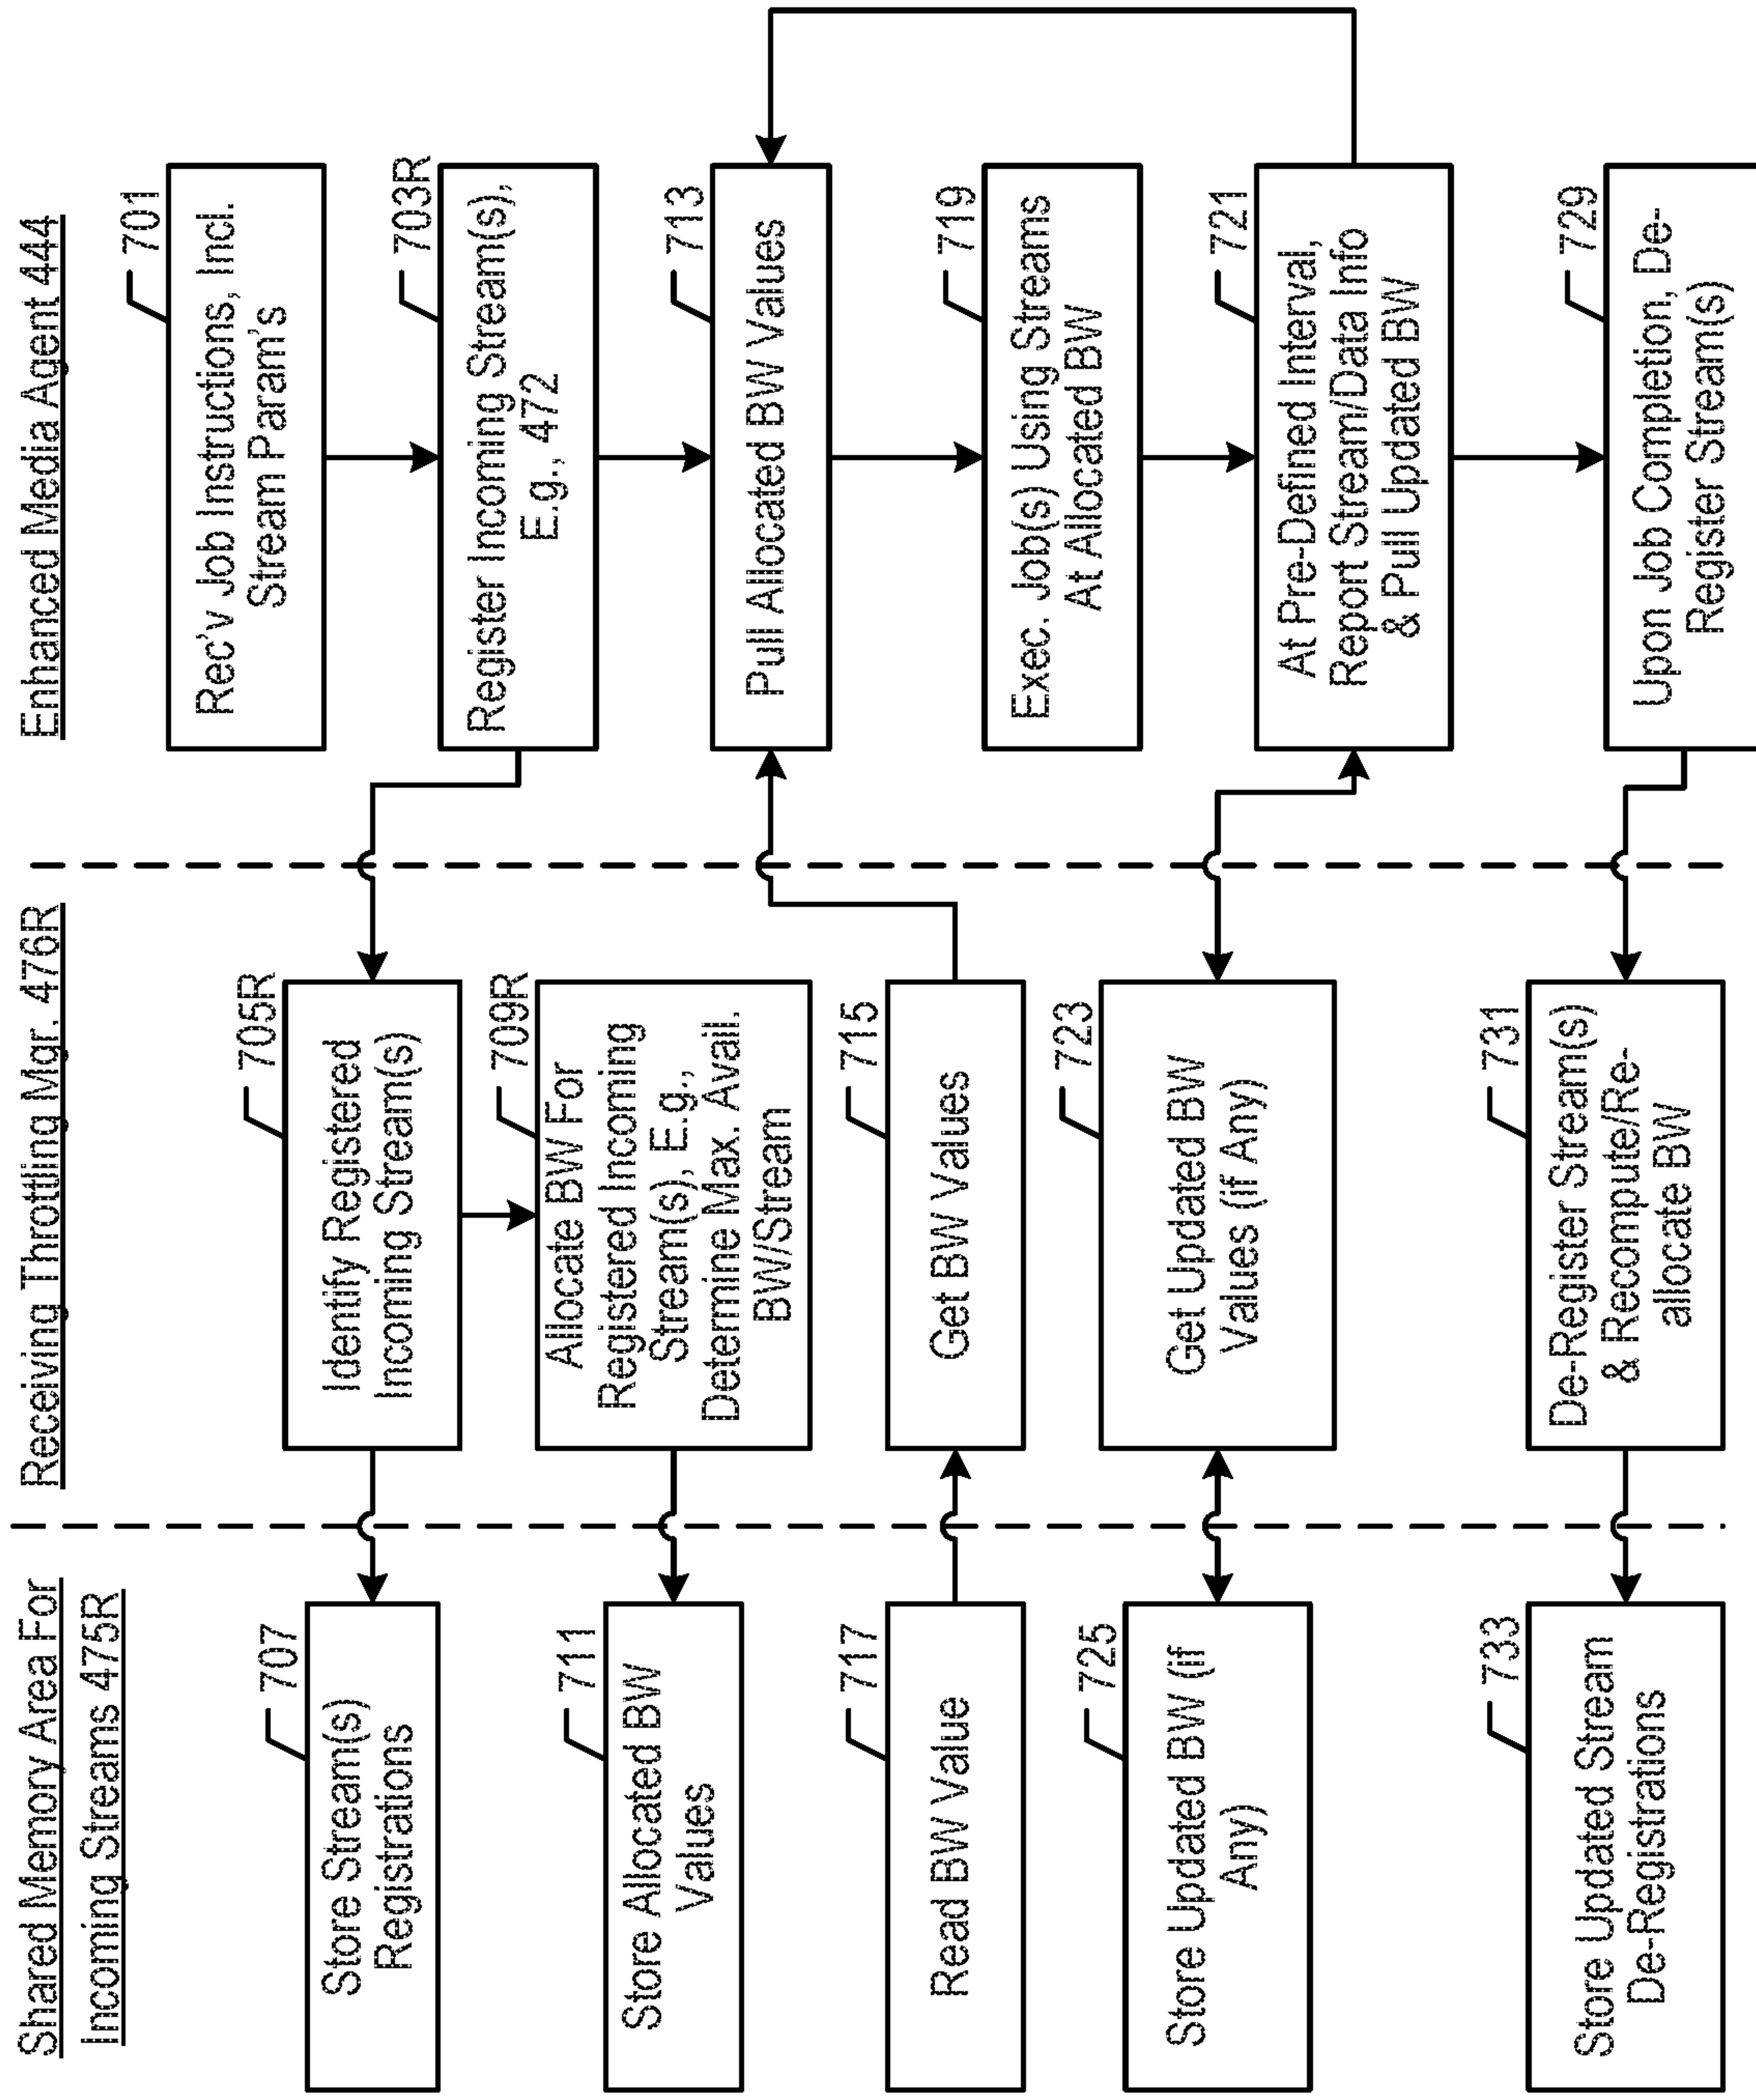 Shared Memory Area For
Incoming Streams 475R
Receiving Throttling Mgr. 476R
Enhanced Media Agent 444
701
Rec'v Job Instructions, Incl.
Stream Param's
703R
Register Incoming Stream(s),
E.g., 472
705R
Identify Registered
Incoming Stream(s)
707
Store Stream(s)
Registrations
709R
Allocate BW For
Registered Incoming
Stream(s), E.g.,
Determine Max. Avail.
BW/Stream
711
Store Allocated BW
Values
713
Pull Allocated BW Values
715
Get BW Values
717
Read BW Value
719
Exec. Job(s) Using Streams
At Allocated BW
721
At Pre-Defined Interval,
Report Stream/Data Info
& Pull Updated BW
723
Get Updated BW
Values (if Any)
725
Store Updated BW (if
Any)
729
Upon Job Completion, De-
Register Stream(s)
731
De-Register Stream(s)
& Recompute/Re-
allocate BW
733
Store Updated Stream
De-Registrations